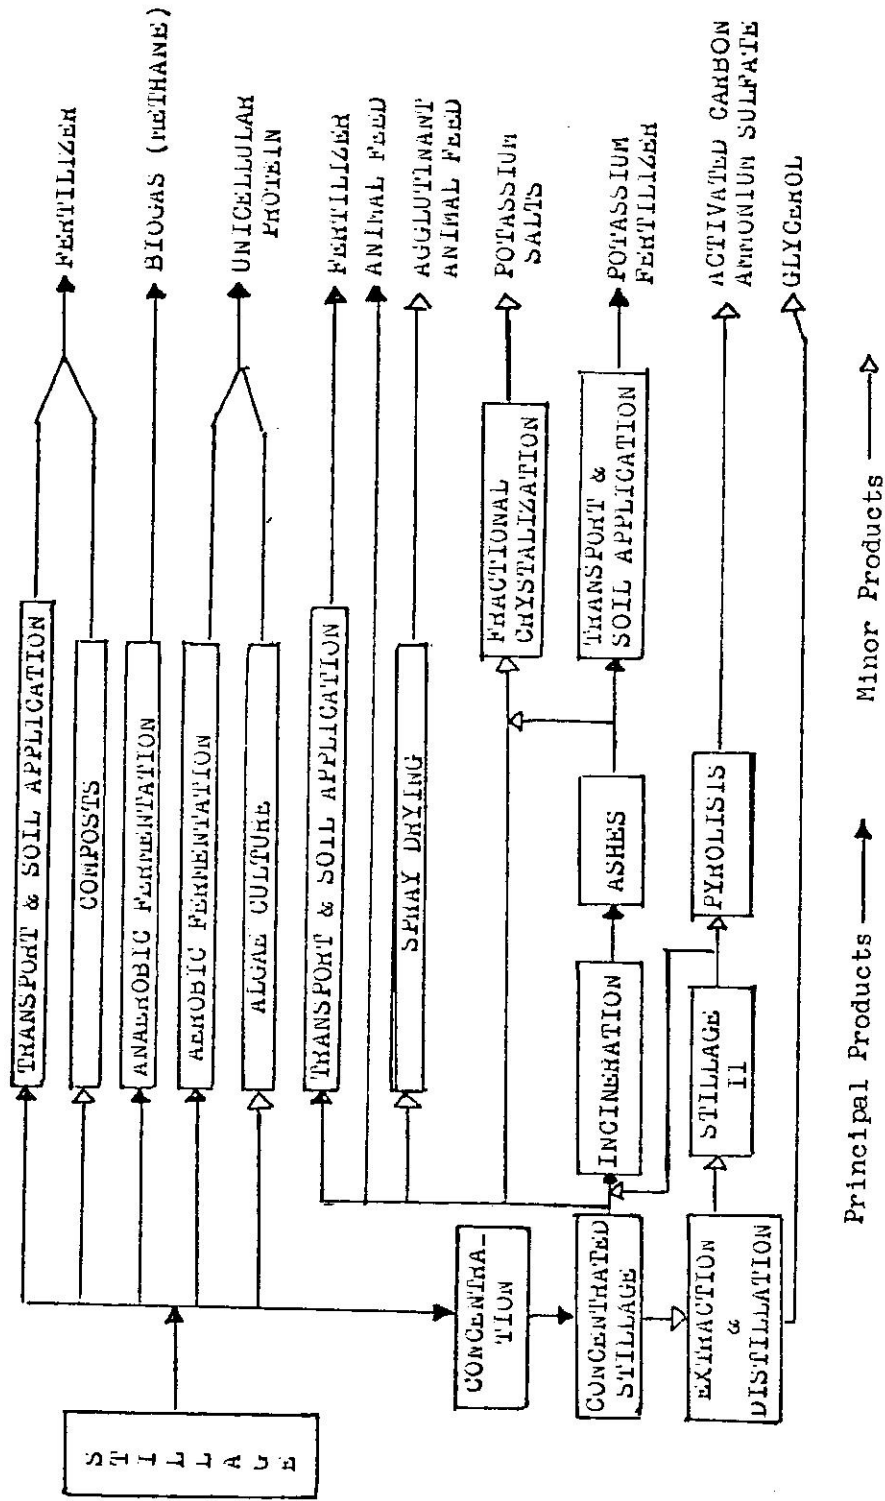 S
T
I
L
L
A
G
E
TRANSPORT & SOIL APPLICATION
COMPOSTS
FERTILIZER
ANAEROBIC FERMENTATION
BIOGAS (METHANE)
AEROBIC FERMENTATION
ALGAE CULTURE
UNICELLULAR
PROTEIN
CONCENTRA-
TION
TRANSPORT & SOIL APPLICATION
FERTILIZER
ANIMAL FEED
SPRAY DRYING
AGGLUTINANT
ANIMAL FEED
FRACTIONAL
CRYSTALIZATION
POTASSIUM
SALTS
CONCENTRATED
STILLAGE
INCINERATION
ASHES
TRANSPORT &
SOIL APPLICATION
POTASSIUM
FERTILIZER
EXTRACTION
&
DISTILLATION
STILLAGE
II
PYROLISIS
ACTIVATED CARBON
AMMONIUM SULFATE
GLYCEROL
Principal Products
Minor Products